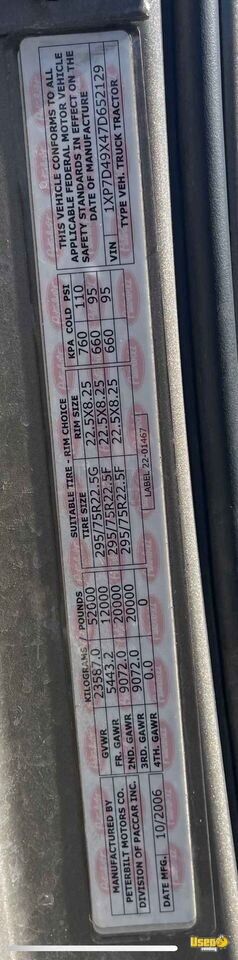 MANUFACTURED BY
PETERBILT MOTORS CO.
DIVISION OF PACCAR INC.
DATE MFG. 10/2006
KILOGRAMS / POUNDS
GVWR 23587.0 52000
FR. GAWR 5443.2 12000
2ND. GAWR 9072.0 20000
3RD. GAWR 9072.0 20000
4TH. GAWR 0.0 0
SUITABLE TIRE - RIM CHOICE
TIRE SIZE RIM SIZE
295/75R22.5G 22.5X8.25
295/75R22.5F 22.5X8.25
295/75R22.5F 22.5X8.25
LABEL 22-01467
KPA COLD PSI
760 110
660 95
660 95
THIS VEHICLE CONFORMS TO ALL
APPLICABLE FEDERAL MOTOR VEHICLE
SAFETY STANDARDS IN EFFECT ON THE
DATE OF MANUFACTURE
VIN 1XP7D49X47D652129
TYPE VEH. TRUCK TRACTOR
Used
vending